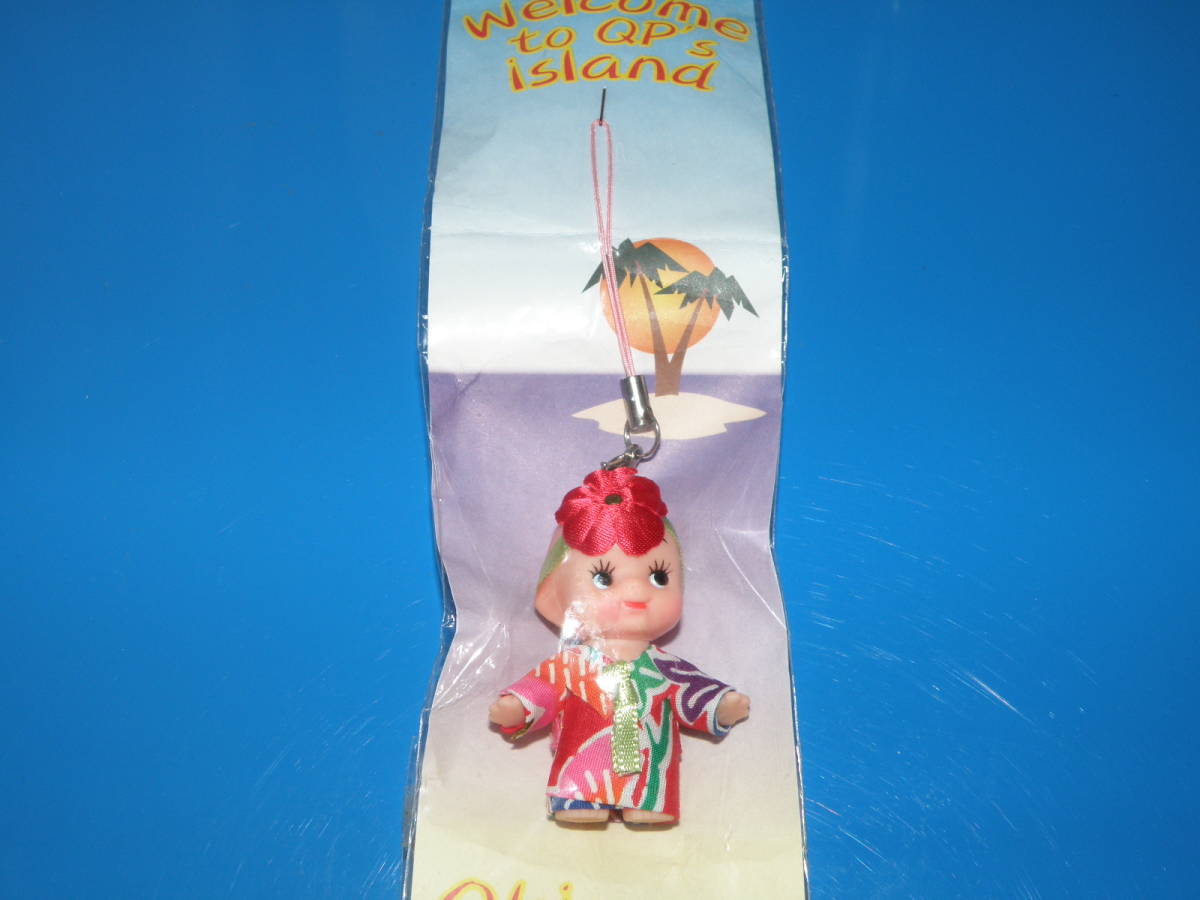 Welcome
to QP's
island